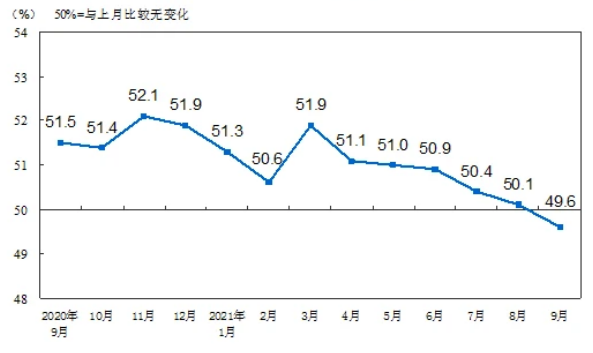 （%） 50%=与上月比较无变化
54
53
52
51
50
49
48
51.5
51.4
52.1
51.9
51.3
50.6
51.9
51.1
51.0
50.9
50.4
50.1
49.6
2020年
9月
10月
11月
12月
2021年
1月
2月
3月
4月
5月
6月
7月
8月
9月